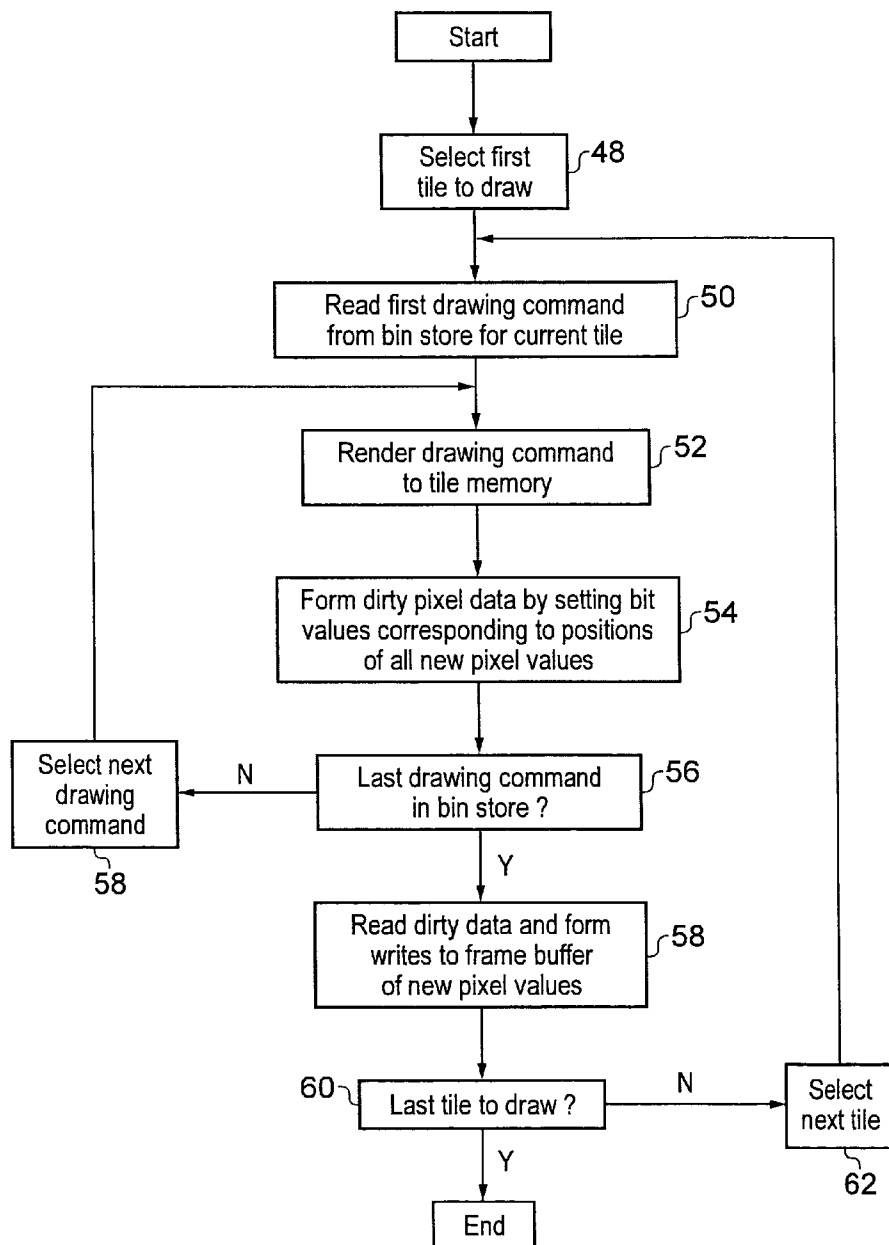 Start
Select first
tile to draw
48
Read first drawing command
from bin store for current tile
50
Render drawing command
to tile memory
52
Form dirty pixel data by setting bit
values corresponding to positions
of all new pixel values
54
Select next
drawing
command
58
N
Last drawing command
in bin store ?
56
Y
Read dirty data and form
writes to frame buffer
of new pixel values
58
60
Last tile to draw ?
N
Select
next tile
62
Y
End